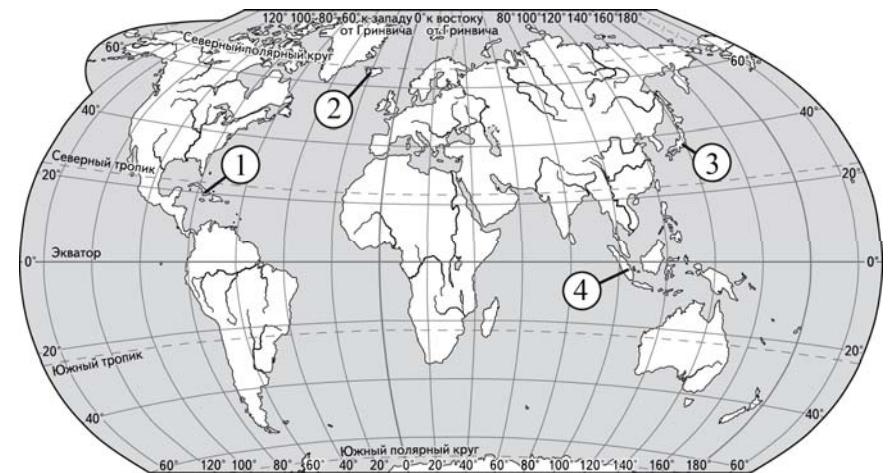 120° 100° 80° 60° к западу 0° к востоку 80° 100° 120° 140° 160° 180°
от Гринвича от Гринвича
60° Северный полярный круг 60°
2
40° 40°
1 3
Северный тропик
20° 20°
Экватор
0° 0°
4
20° 20°
Южный тропик
40° 40°
Южный полярный круг
60° 120° 100° 80° 60° 40° 20° 0° 20° 40° 60° 80° 100° 120° 140° 160° 180° 60°